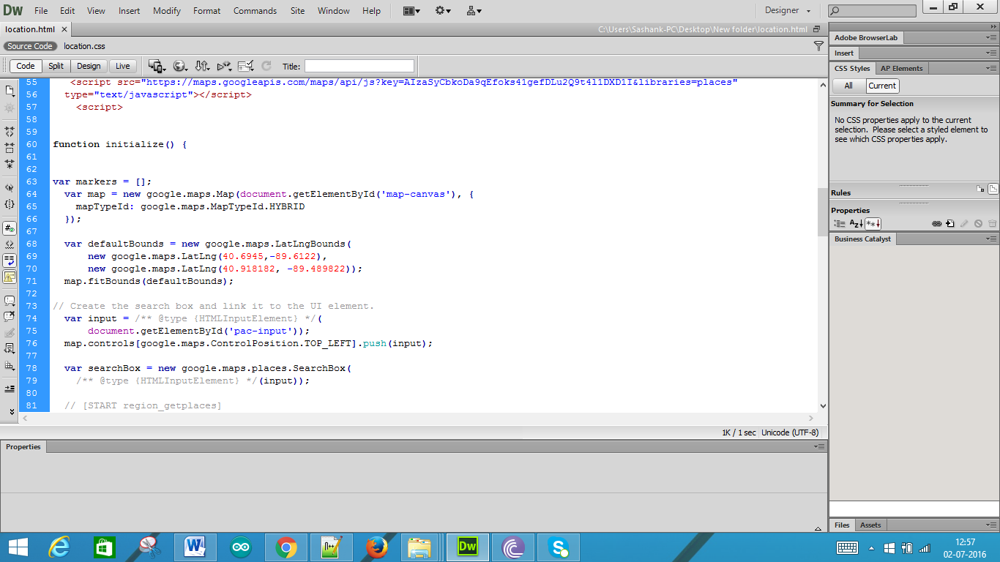 Dw File Edit View Insert Modify Format Commands Site Window Help Designer
location.html × C:\Users\Sashank-PC\Desktop\New folder\location.html
Source Code location.css
Code Split Design Live Title:
55 <script src="https://maps.googleapis.com/maps/api/js?key=AIzaSyCbkoDa9qEfoks41gefDLu2Q9t4l1DXD1I&libraries=places"
56 type="text/javascript"></script>
57 <script>
58
59
60 function initialize() {
61
62
63 var markers = [];
64 var map = new google.maps.Map(document.getElementById('map-canvas'), {
65 mapTypeId: google.maps.MapTypeId.HYBRID
66 });
67
68 var defaultBounds = new google.maps.LatLngBounds(
69 new google.maps.LatLng(40.6945,-89.6122),
70 new google.maps.LatLng(40.918182, -89.489822));
71 map.fitBounds(defaultBounds);
72
73 // Create the search box and link it to the UI element.
74 var input = /** @type {HTMLInputElement} */(
75 document.getElementById('pac-input'));
76 map.controls[google.maps.ControlPosition.TOP_LEFT].push(input);
77
78 var searchBox = new google.maps.places.SearchBox(
79 /** @type {HTMLInputElement} */(input));
80
81 // [START region_getplaces]
1K / 1 sec Unicode (UTF-8)
Properties
Adobe BrowserLab
Insert
CSS Styles AP Elements
All Current
Summary for Selection
No CSS properties apply to the current
selection. Please select a styled element to
see which CSS properties apply.
Rules
Properties
Business Catalyst
Files Assets
12:57
02-07-2016